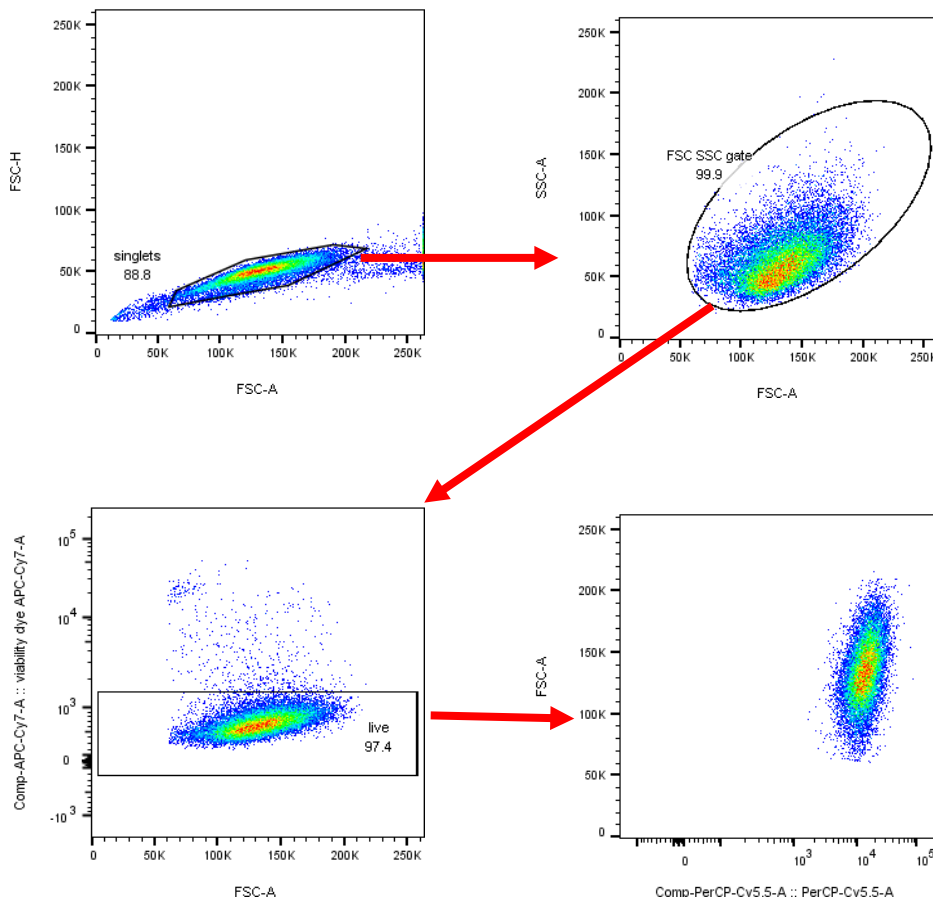 250K
200K
150K
100K
50K
0
FSC-H
singlets
88.8
0 50K 100K 150K 200K 250K
FSC-A
250K
200K
150K
100K
50K
0
SSC-A
FSC SSC gate
99.9
0 50K 100K 150K 200K 250K
FSC-A
10^5
10^4
10^3
0
-10^3
Comp-APC-Cy7-A :: viability dye APC-Cy7-A
live
97.4
0 50K 100K 150K 200K 250K
FSC-A
250K
200K
150K
100K
50K
0
FSC-A
0 10^3 10^4 10^5
Comp-PerCP-Cy5.5-A :: PerCP-Cy5.5-A